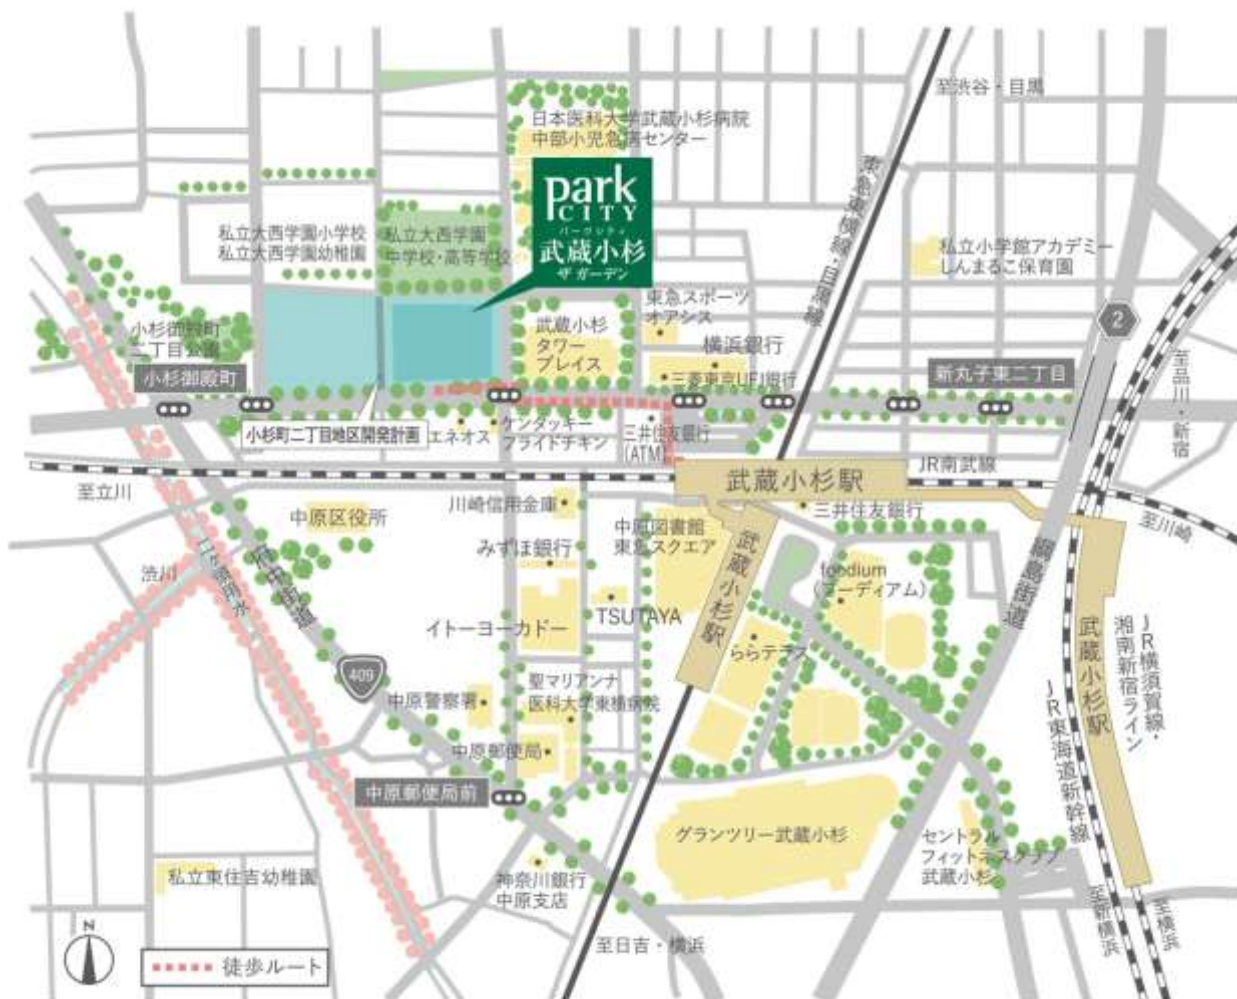 至渋谷・目黒
日本医科大学武蔵小杉病院
中部小児急病センター
park
CITY
パークシティ
武蔵小杉
ザ ガーデン
東急東横線・目黒線
私立大西学園小学校
私立大西学園幼稚園
私立大西学園
中学校・高等学校
私立小学館アカデミー
しんまるこ保育園
東急スポーツ
オアシス
2
小杉御殿町
二丁目公園
武蔵小杉
タワー
プレイス
横浜銀行
三菱東京UFJ銀行
至品川・新宿
小杉御殿町
新丸子東二丁目
小杉町二丁目地区開発計画
エネオス
ケンタッキー
フライドチキン
三井住友銀行
(ATM)
JR南武線
至立川
武蔵小杉駅
川崎信用金庫
三井住友銀行
中原区役所
中原図書館
東急スクエア
至川崎
みずほ銀行
武蔵小杉駅
綱島街道
渋川
二ヶ領用水
府中街道
foodium
(フーディアム)
TSUTAYA
イトーヨーカドー
ららテラス
武蔵小杉駅
JR横須賀線・
湘南新宿ライン
409
聖マリアンナ
医科大学東横病院
中原警察署
JR東海道新幹線
中原郵便局
中原郵便局前
グランツリー武蔵小杉
セントラル
フィットネスクラブ
武蔵小杉
私立東住吉幼稚園
神奈川銀行
中原支店
至新横浜
至横浜
至日吉・横浜
N
徒歩ルート